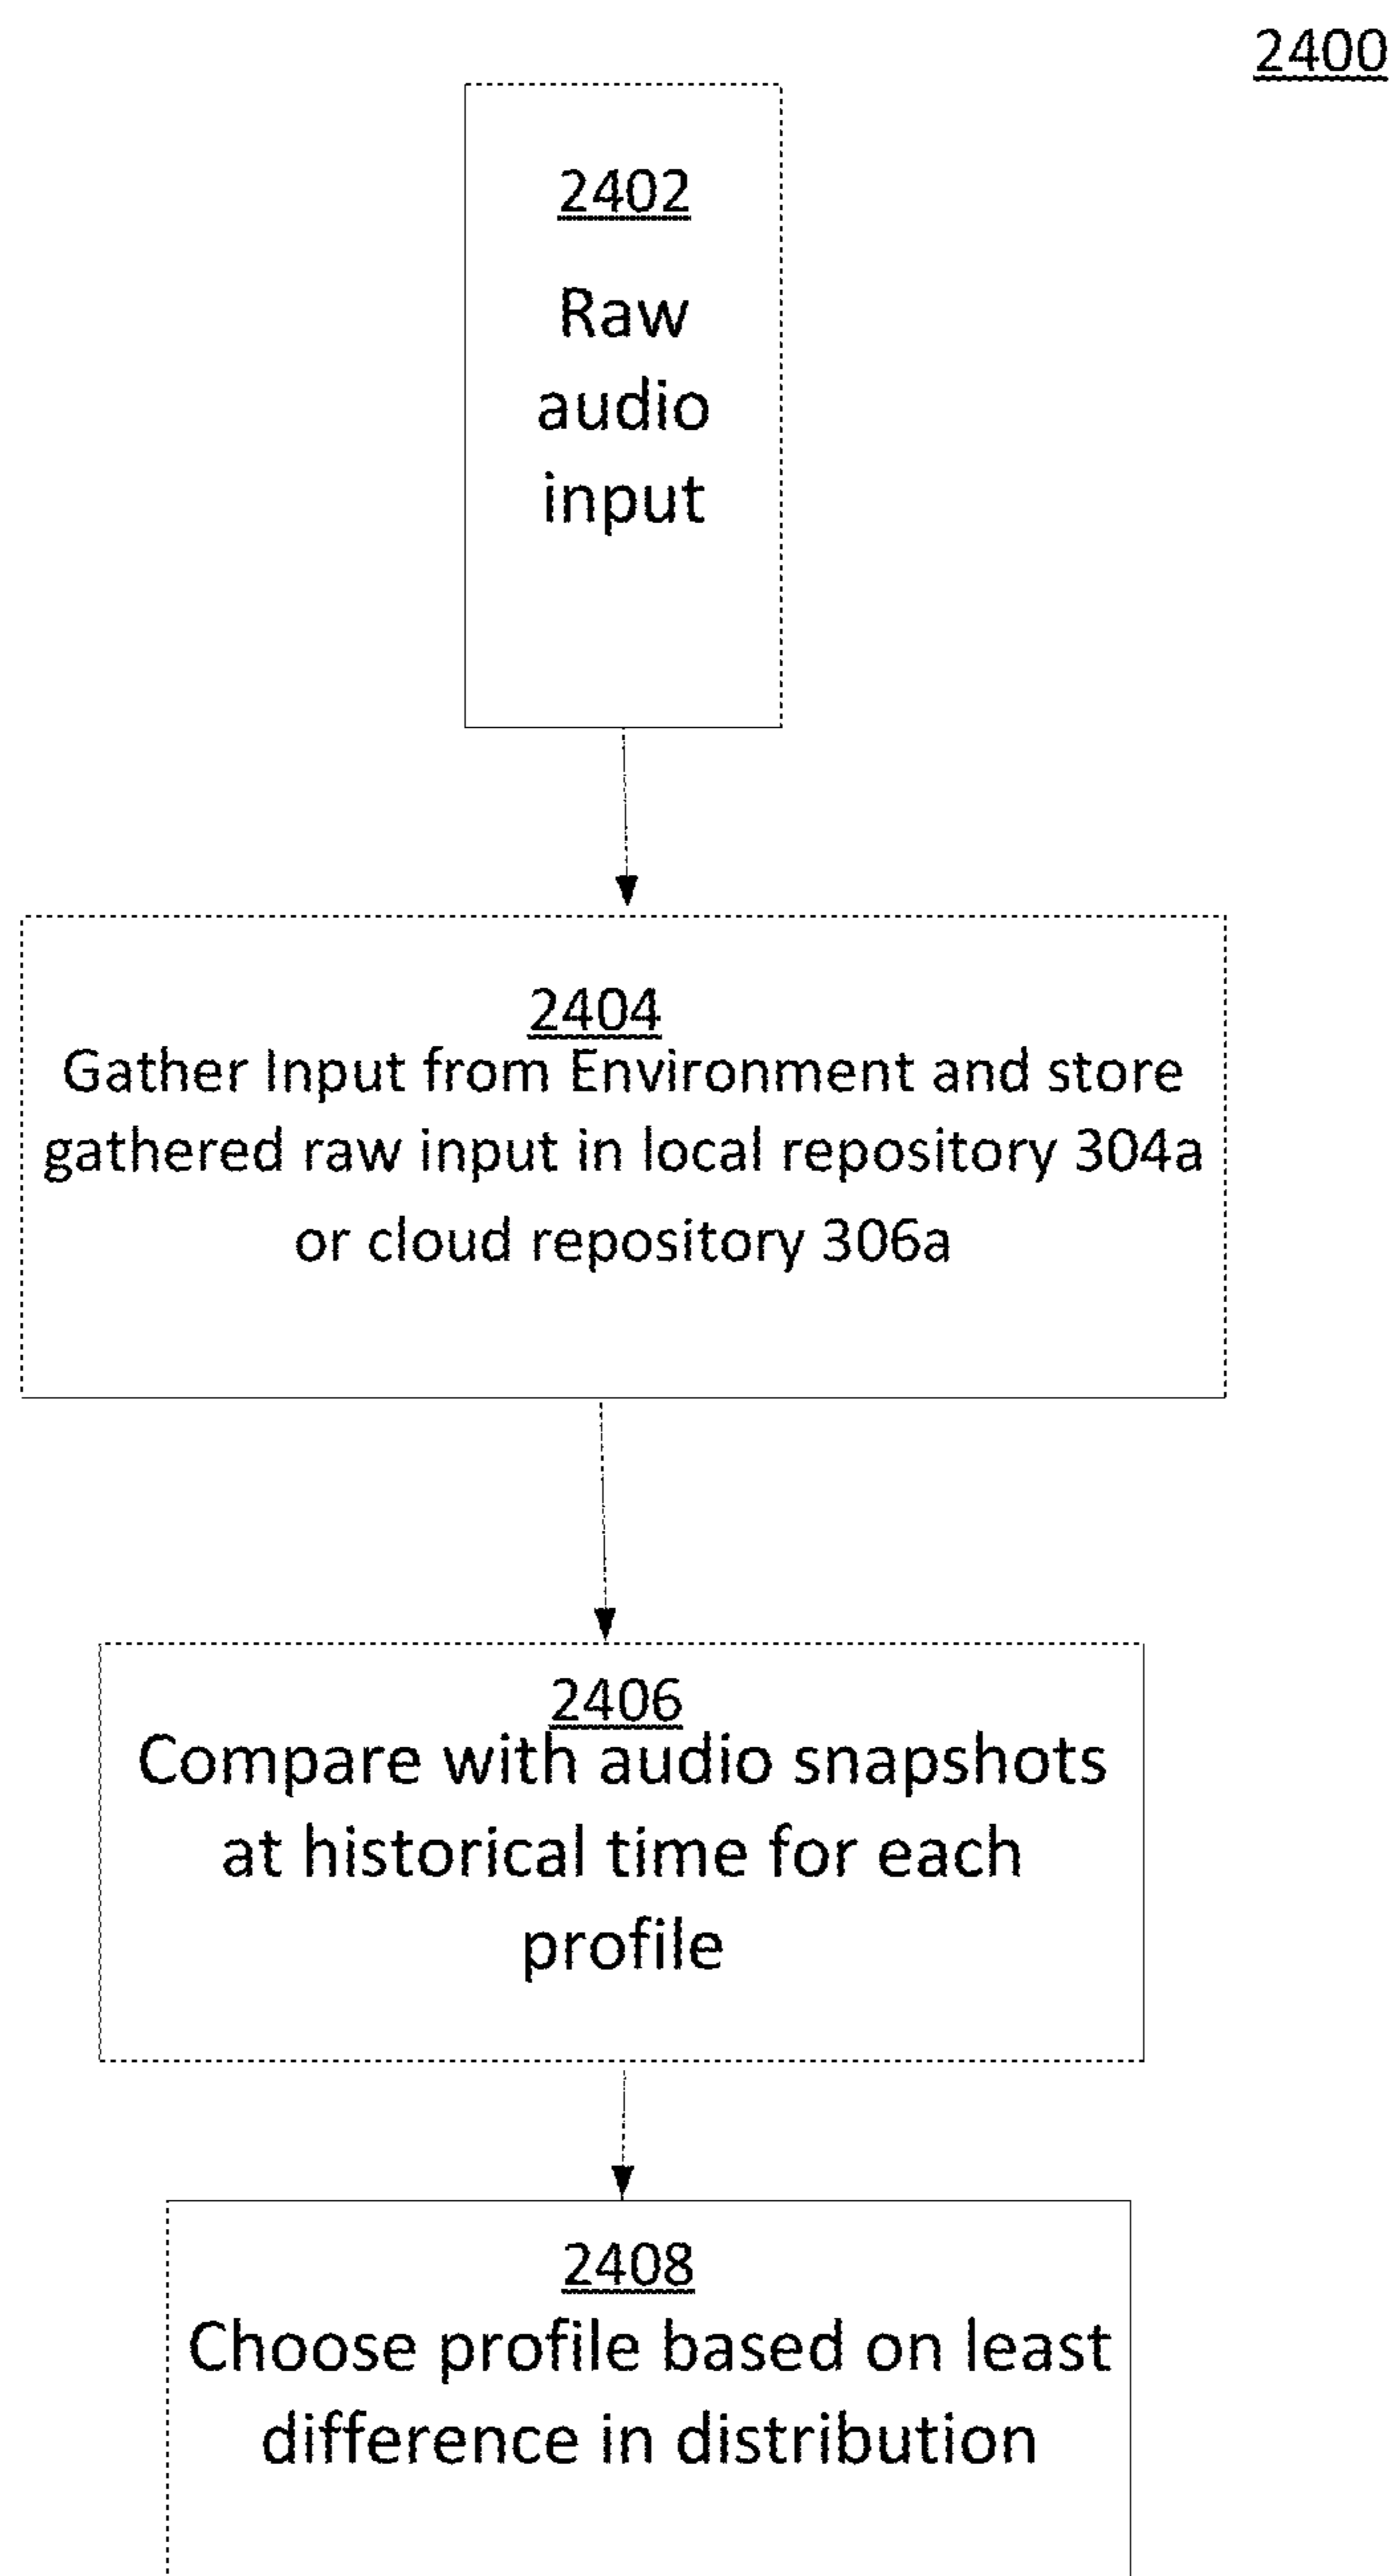 2400
2402
Raw
audio
input
2404
Gather Input from Environment and store
gathered raw input in local repository 304a
or cloud repository 306a
2406
Compare with audio snapshots
at historical time for each
profile
2408
Choose profile based on least
difference in distribution